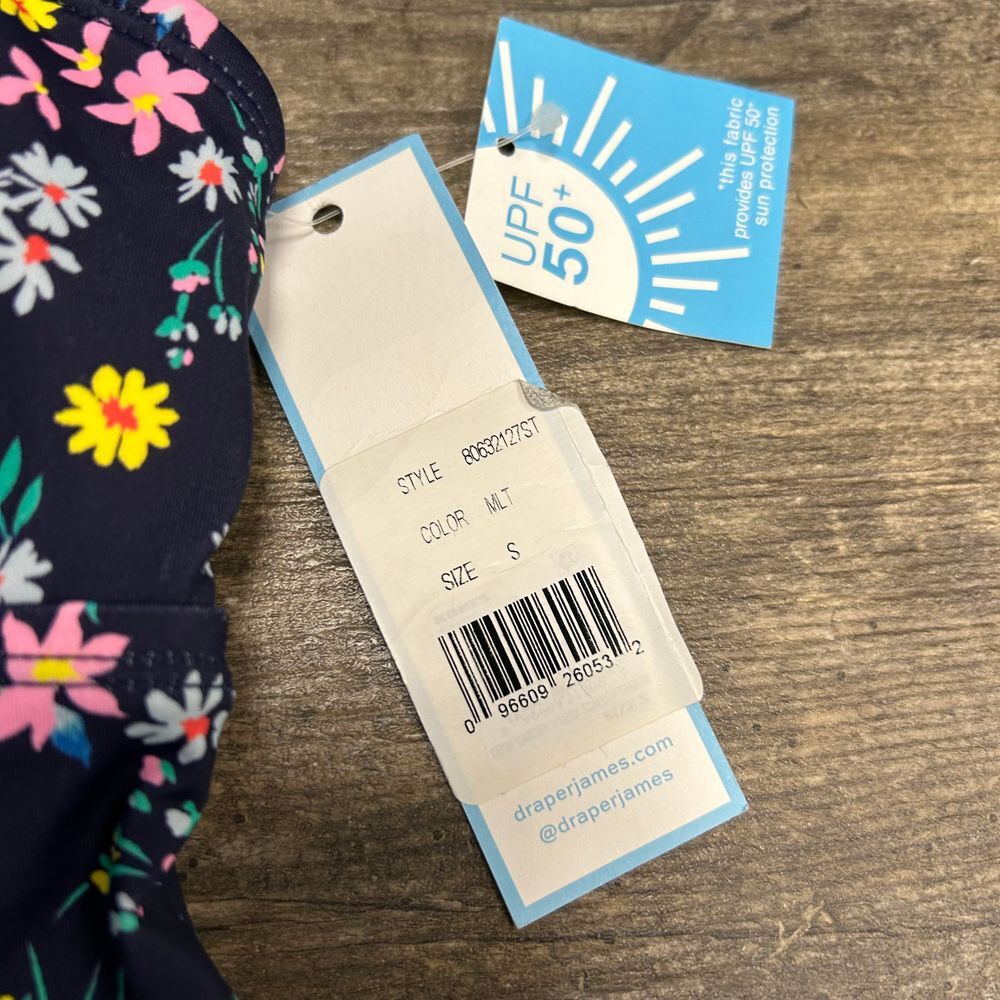 UPF
50+
*this fabric
provides UPF 50+
sun protection
STYLE 80632127ST
COLOR MLT
SIZE S
0 96609 26053 2
draperjames.com
@draperjames